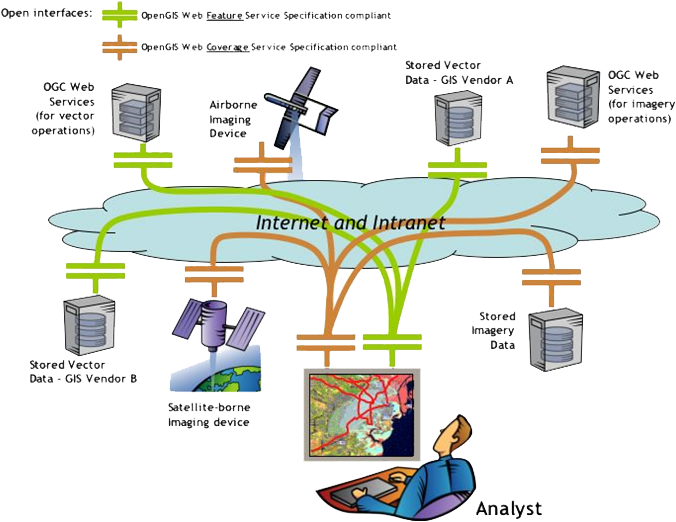 Open interfaces:
OpenGIS Web Feature Service Specification compliant
OpenGIS Web Coverage Service Specification compliant
OGC Web
Services
(for vector
operations)
Airborne
Imaging
Device
Stored Vector
Data - GIS Vendor A
OGC Web
Services
(for imagery
operations)
Internet and Intranet
Stored Vector
Data - GIS Vendor B
Satellite-borne
Imaging device
Stored
Imagery
Data
Analyst